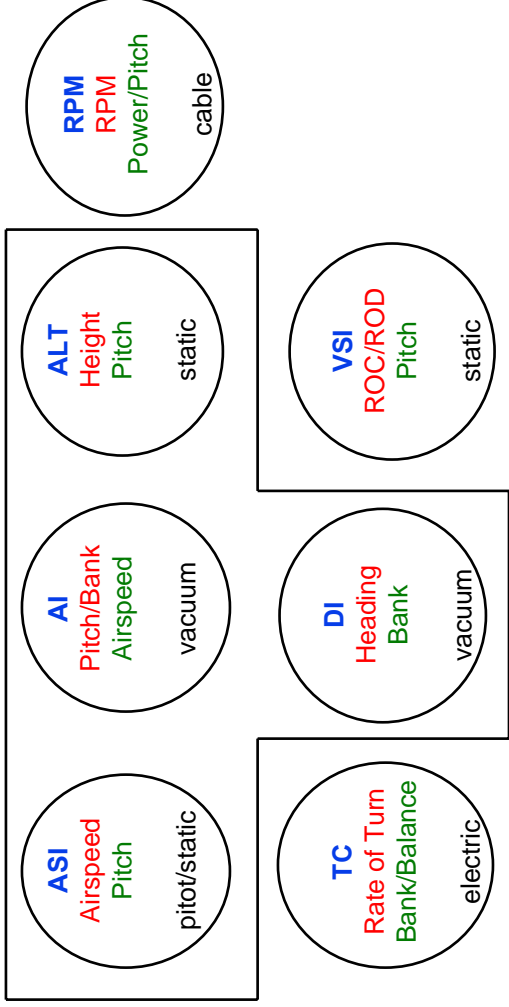 ASI
Airspeed
Pitch
pitot/static
AI
Pitch/Bank
Airspeed
vacuum
ALT
Height
Pitch
static
RPM
RPM
Power/Pitch
cable
TC
Rate of Turn
Bank/Balance
electric
DI
Heading
Bank
vacuum
VSI
ROC/ROD
Pitch
static